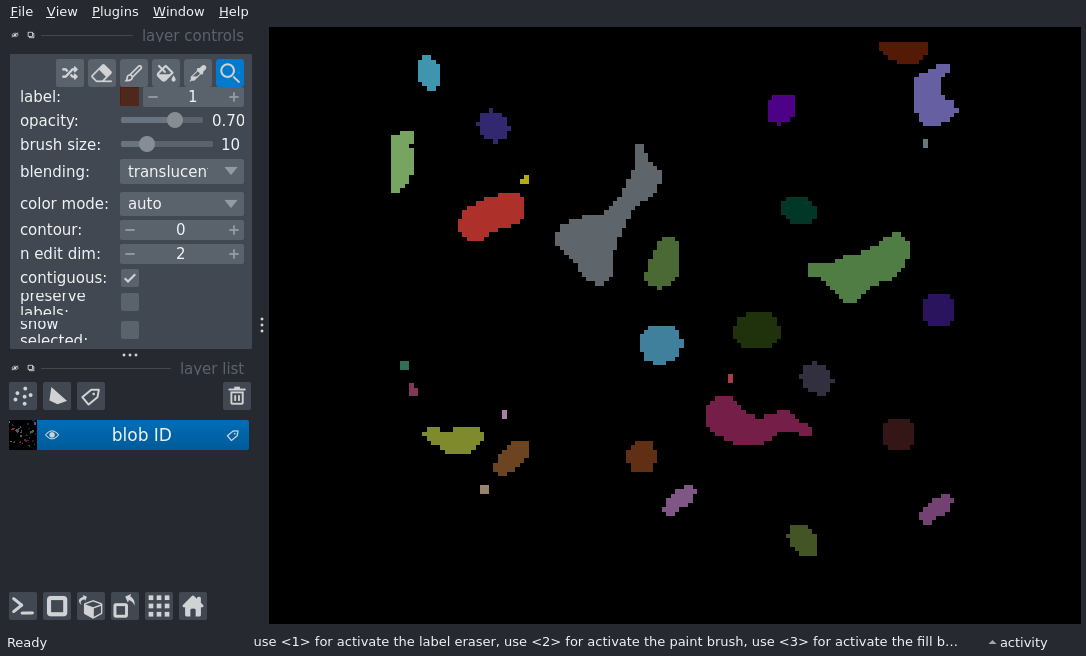 File View Plugins Window Help
layer controls
label: 1
opacity: 0.70
brush size: 10
blending: translucen
color mode: auto
contour: 0
n edit dim: 2
contiguous:
preserve
labels:
show
selected:
layer list
blob ID
Ready use <1> for activate the label eraser, use <2> for activate the paint brush, use <3> for activate the fill b... activity